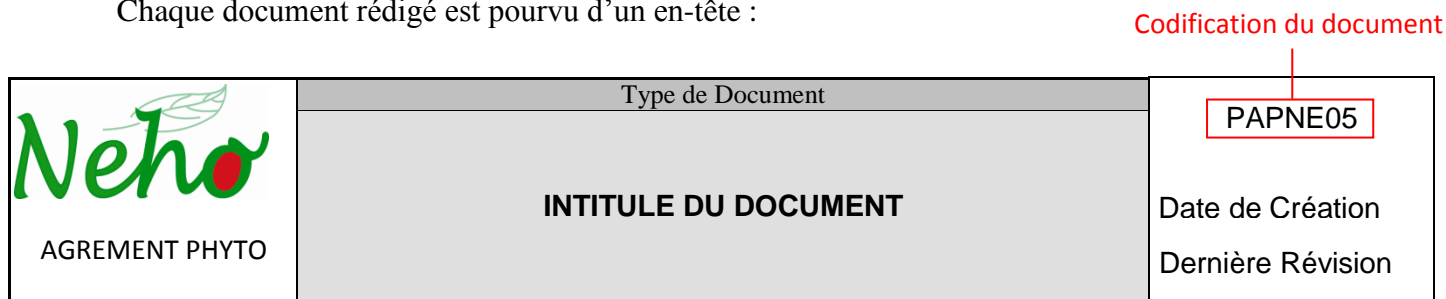 Chaque document rédigé est pourvu d'un en-tête :
Codification du document
Neho
AGREMENT PHYTO
Type de Document
INTITULE DU DOCUMENT
PAPNE05
Date de Création
Dernière Révision